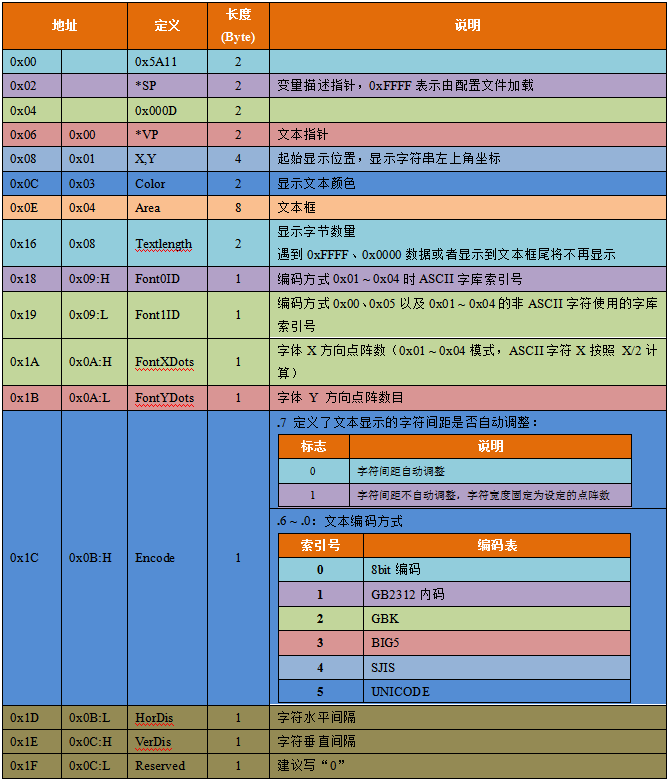 地址 定义 长度 (Byte) 说明
0x00 0x5A11 2
0x02 *SP 2 变量描述指针，0xFFFF 表示由配置文件加载
0x04 0x000D 2
0x06 0x00 *VP 2 文本指针
0x08 0x01 X,Y 4 起始显示位置，显示字符串左上角坐标
0x0C 0x03 Color 2 显示文本颜色
0x0E 0x04 Area 8 文本框
0x16 0x08 Textlength 2 显示字节数量
遇到 0xFFFF、0x0000 数据或者显示到文本框尾将不再显示
0x18 0x09:H Font0ID 1 编码方式 0x01 ~ 0x04 时 ASCII 字库索引号
0x19 0x09:L Font1ID 1 编码方式 0x00、0x05 以及 0x01 ~ 0x04 的非 ASCII 字符使用的字库
索引号
0x1A 0x0A:H FontXDots 1 字体 X 方向点阵数（0x01 ~ 0x04 模式，ASCII 字符 X 按照 X/2 计
算）
0x1B 0x0A:L FontYDots 1 字体 Y 方向点阵数目
0x1C 0x0B:H Encode 1 .7 定义了文本显示的字符间距是否自动调整：
标志 说明
0 字符间距自动调整
1 字符间距不自动调整，字符宽度固定为设定的点阵数
.6 ~ .0：文本编码方式
索引号 编码表
0 8bit 编码
1 GB2312 内码
2 GBK
3 BIG5
4 SJIS
5 UNICODE
0x1D 0x0B:L HorDis 1 字符水平间隔
0x1E 0x0C:H VerDis 1 字符垂直间隔
0x1F 0x0C:L Reserved 1 建议写“0”